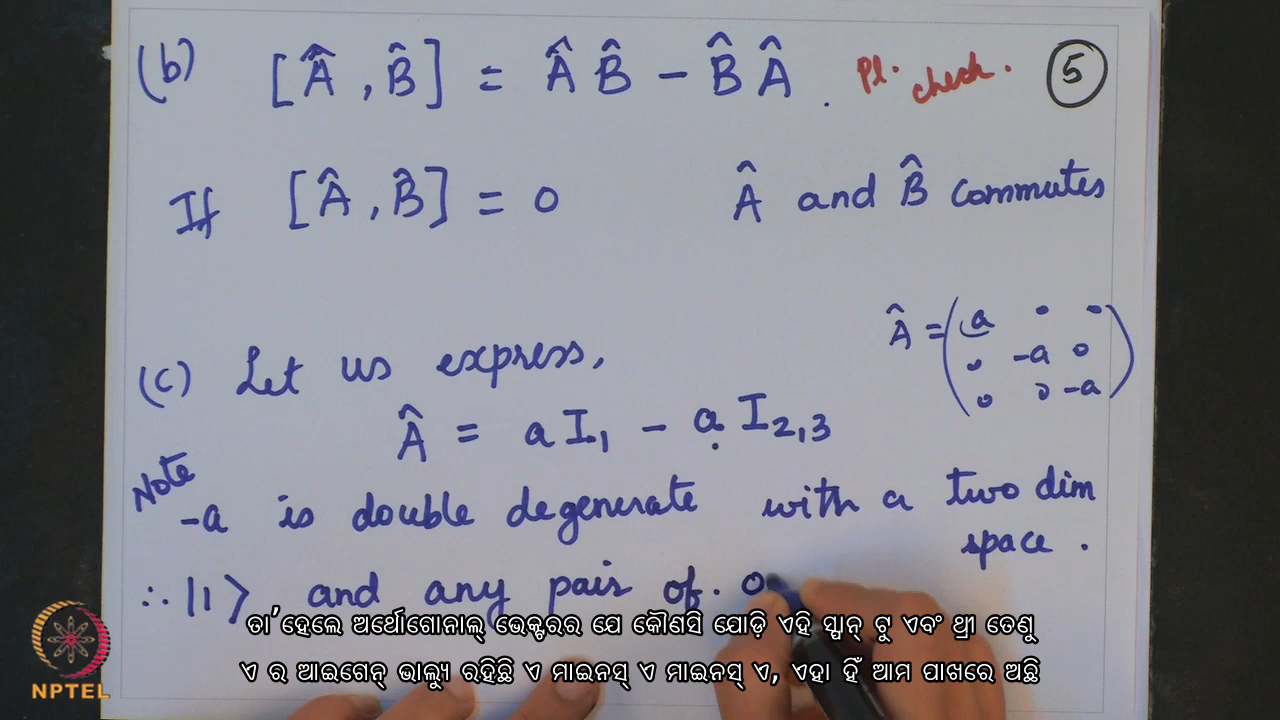 (b) [Â , B̂] = Â B̂ − B̂ Â . Pl. check. 5
If [Â , B̂] = 0 Â and B̂ commutes
(c) Let us express,
Â = (a 0 0
0 -a 0
0 0 -a)
Â = a I₁ − a I₂,₃
Note -a is double degenerate with a two dim
space .
∴ |1⟩ and any pair of. o
ତା'ହେଲେ ଅର୍ଥୋଗୋନାଲ୍ ଭେକ୍ଟରର ଯେ କୌଣସି ଯୋଡ଼ି ଏହି ସ୍ପାନ୍ ଟୁ ଏବଂ ଥ୍ରୀ ତେଣୁ
ଏ ର ଆଇଗେନ୍ ଭାଲ୍ୟୁ ରହିଛି ଏ ମାଇନସ୍ ଏ ମାଇନସ୍ ଏ, ଏହା ହିଁ ଆମ ପାଖରେ ଅଛି
NPTEL